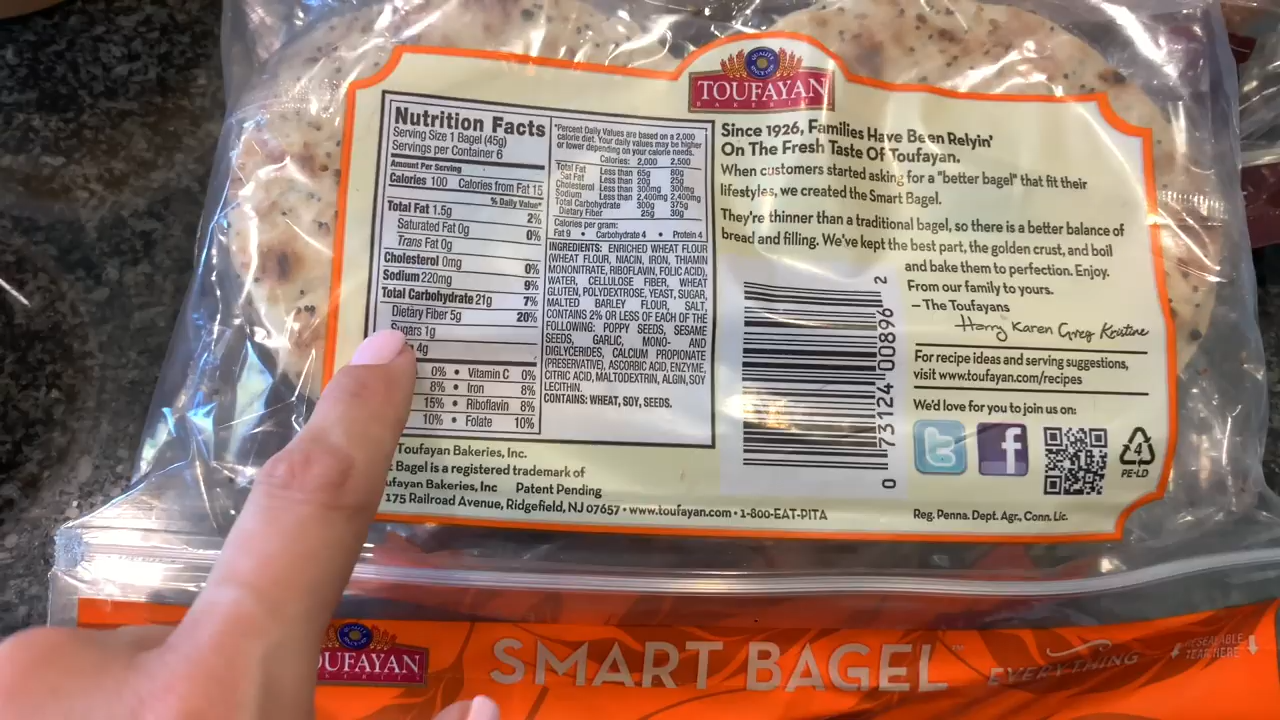 QUALITY
TOUFAYAN
BAKERIES
Nutrition Facts
Serving Size 1 Bagel (45g)
Servings per Container 6
Amount Per Serving
Calories 100 Calories from Fat 15
% Daily Value*
Total Fat 1.5g 2%
Saturated Fat 0g 0%
Trans Fat 0g
Cholesterol 0mg 0%
Sodium 220mg 9%
Total Carbohydrate 21g 7%
Dietary Fiber 5g 20%
Sugars 1g
4g
0% • Vitamin C 0%
8% • Iron 8%
15% • Riboflavin 8%
10% • Folate 10%
*Percent Daily Values are based on a 2,000
calorie diet. Your daily values may be higher
or lower depending on your calorie needs.
Calories: 2,000 2,500
Total Fat Less than 65g 80g
Sat Fat Less than 20g 25g
Cholesterol Less than 300mg 300mg
Sodium Less than 2,400mg 2,400mg
Total Carbohydrate 300g 375g
Dietary Fiber 25g 30g
Calories per gram:
Fat 9 • Carbohydrate 4 • Protein 4
INGREDIENTS: ENRICHED WHEAT FLOUR
(WHEAT FLOUR, NIACIN, IRON, THIAMIN
MONONITRATE, RIBOFLAVIN, FOLIC ACID),
WATER, CELLULOSE FIBER, WHEAT
GLUTEN, POLYDEXTROSE, YEAST, SUGAR,
MALTED BARLEY FLOUR, SALT,
CONTAINS 2% OR LESS OF EACH OF THE
FOLLOWING: POPPY SEEDS, SESAME
SEEDS, GARLIC, MONO- AND
DIGLYCERIDES, CALCIUM PROPIONATE
(PRESERVATIVE), ASCORBIC ACID, ENZYME,
CITRIC ACID, MALTODEXTRIN, ALGIN, SOY
LECITHIN.
CONTAINS: WHEAT, SOY, SEEDS.
Since 1926, Families Have Been Relyin'
On The Fresh Taste Of Toufayan.
When customers started asking for a "better bagel" that fit their
lifestyles, we created the Smart Bagel.
They're thinner than a traditional bagel, so there is a better balance of
bread and filling. We've kept the best part, the golden crust, and boil
and bake them to perfection. Enjoy.
From our family to yours.
– The Toufayans
Harry Karen Greg Kristine
For recipe ideas and serving suggestions,
visit www.toufayan.com/recipes
We'd love for you to join us on:
t f
4
PE-LD
0 73124 00896 2
Toufayan Bakeries, Inc.
Bagel is a registered trademark of
ufayan Bakeries, Inc Patent Pending
175 Railroad Avenue, Ridgefield, NJ 07657 • www.toufayan.com • 1-800-EAT-PITA
Reg. Penna. Dept. Agr., Conn. Lic.
OUFAYAN
SMART BAGEL™
EVERYTHING
RESEALABLE
TEAR HERE